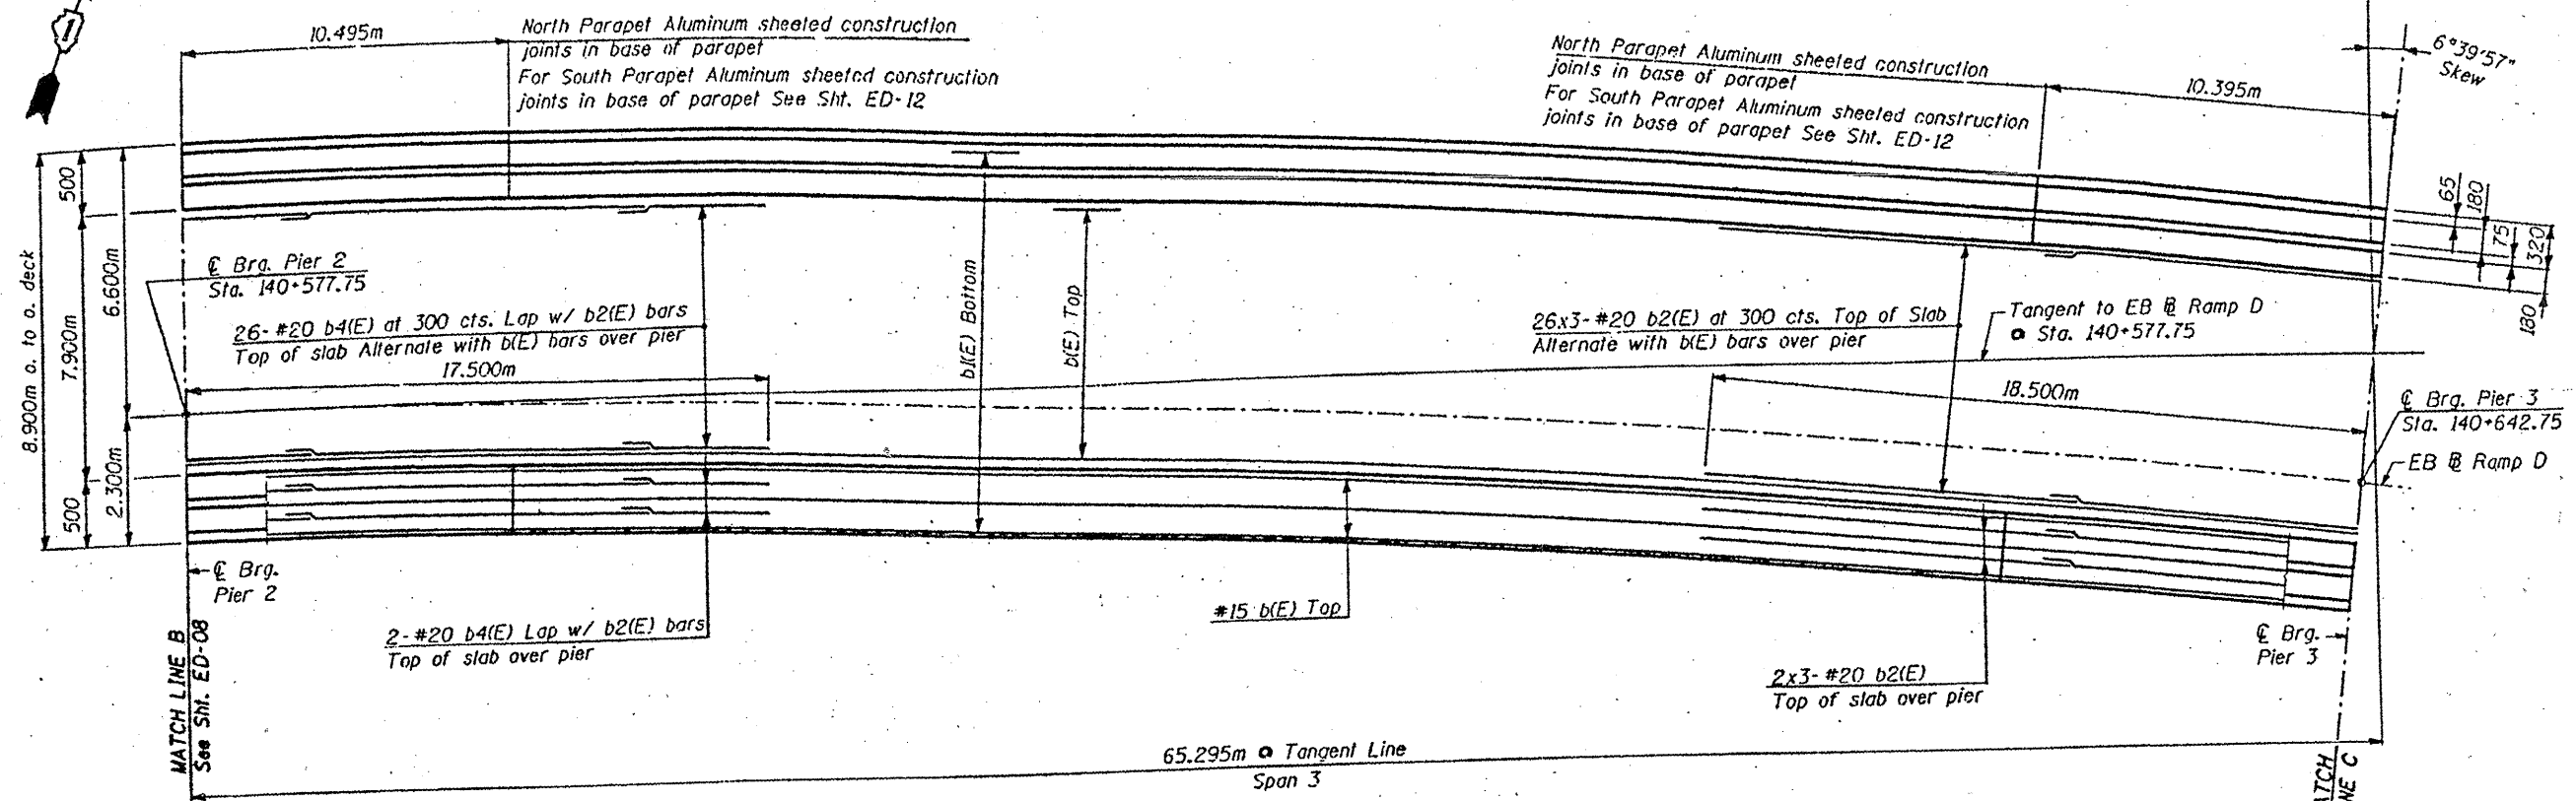 1
10.495m
North Parapet Aluminum sheeted construction
joints in base of parapet
For South Parapet Aluminum sheeted construction
joints in base of parapet See Sht. ED-12
North Parapet Aluminum sheeted construction
joints in base of parapet
For South Parapet Aluminum sheeted construction
joints in base of parapet See Sht. ED-12
10.395m
6°39'57"
Skew
65
180
75
320
180
8.900m o. to o. deck
500
7.900m
500
6.600m
2.300m
℄ Brg. Pier 2
Sta. 140+577.75
26- #20 b4(E) at 300 cts. Lap w/ b2(E) bars
Top of slab Alternate with b(E) bars over pier
17.500m
b1(E) Bottom
b(E) Top
26x3- #20 b2(E) at 300 cts. Top of Slab
Alternate with b(E) bars over pier
Tangent to EB ⅊ Ramp D
@ Sta. 140+577.75
18.500m
℄ Brg. Pier 3
Sta. 140+642.75
EB ⅊ Ramp D
℄ Brg.
Pier 2
MATCH LINE B
See Sht. ED-08
2- #20 b4(E) Lap w/ b2(E) bars
Top of slab over pier
#15 b(E) Top
2x3- #20 b2(E)
Top of slab over pier
℄ Brg.
Pier 3
65.295m @ Tangent Line
Span 3
ATCH
NE C